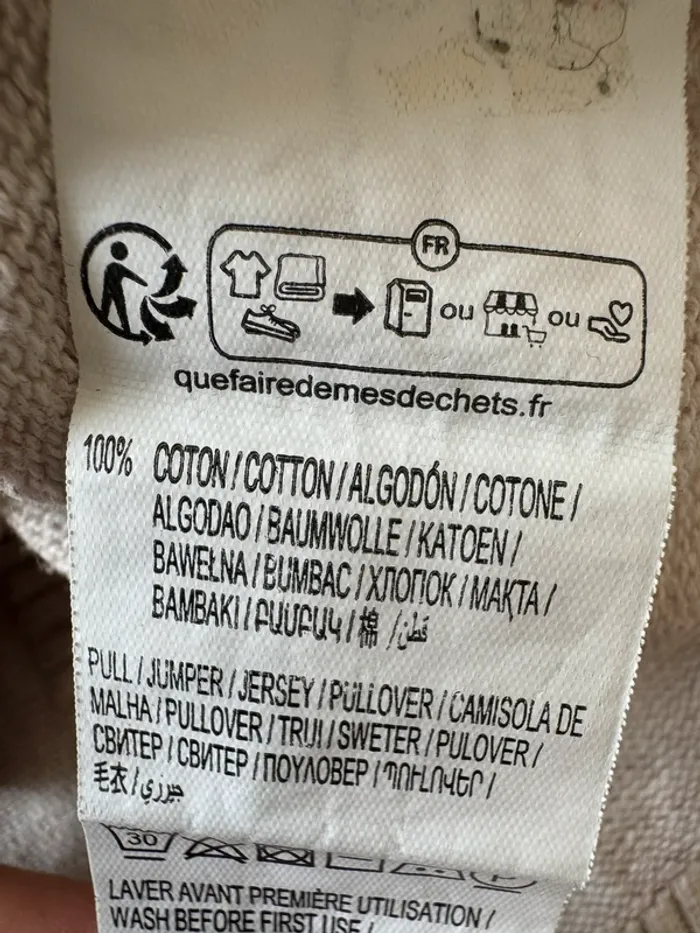 FR
ou ou
quefairedemesdechets.fr
100% COTON / COTTON / ALGODÓN / COTONE /
ALGODAO / BAUMWOLLE / KATOEN /
BAWEŁNA / BUMBAC / ХЛОПОК / МАҚТА /
BAMBAKI / ԲԱՄԲԱԿ / 棉 / قطن
PULL / JUMPER / JERSEY / PULLOVER / CAMISOLA DE
MALHA / PULLOVER / TRUI / SWETER / PULOVER /
СВИТЕР / СВИТЕР / ΠΟΥΛΟΒΕΡ / ՊՈՒԼՈՎԵՐ /
毛衣 / جيرزي
30
LAVER AVANT PREMIÈRE UTILISATION /
WASH BEFORE FIRST USE /